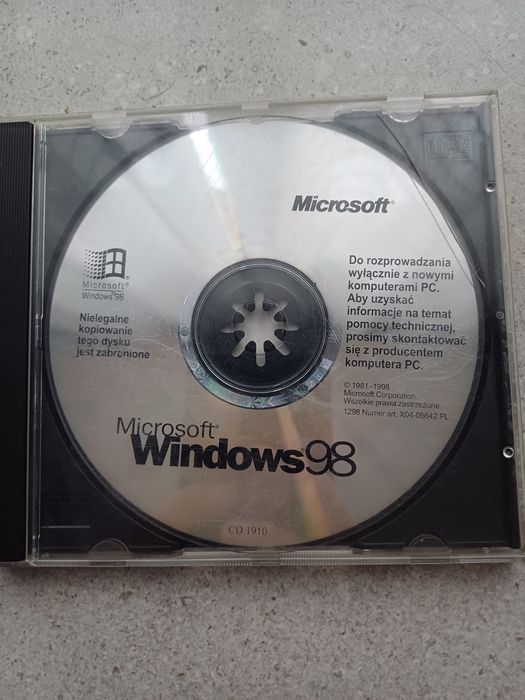 Microsoft®
Microsoft
Windows 98
Nielegalne
kopiowanie
tego dysku
jest zabronione
Do rozprowadzania
wyłącznie z nowymi
komputerami PC.
Aby uzyskać
informacje na temat
pomocy technicznej,
prosimy skontaktować
się z producentem
komputera PC.
© 1981–1998
Microsoft Corporation.
Wszelkie prawa zastrzeżone.
1298 Numer art. X04-05642 PL
Microsoft®
Windows98
CD 1910